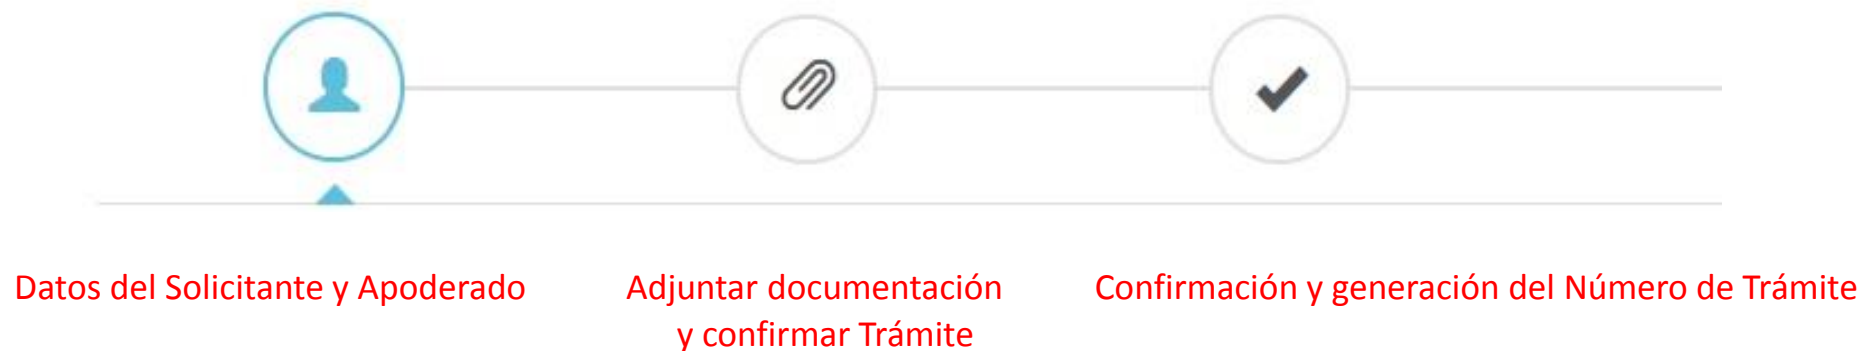 Datos del Solicitante y Apoderado
Adjuntar documentación
y confirmar Trámite
Confirmación y generación del Número de Trámite